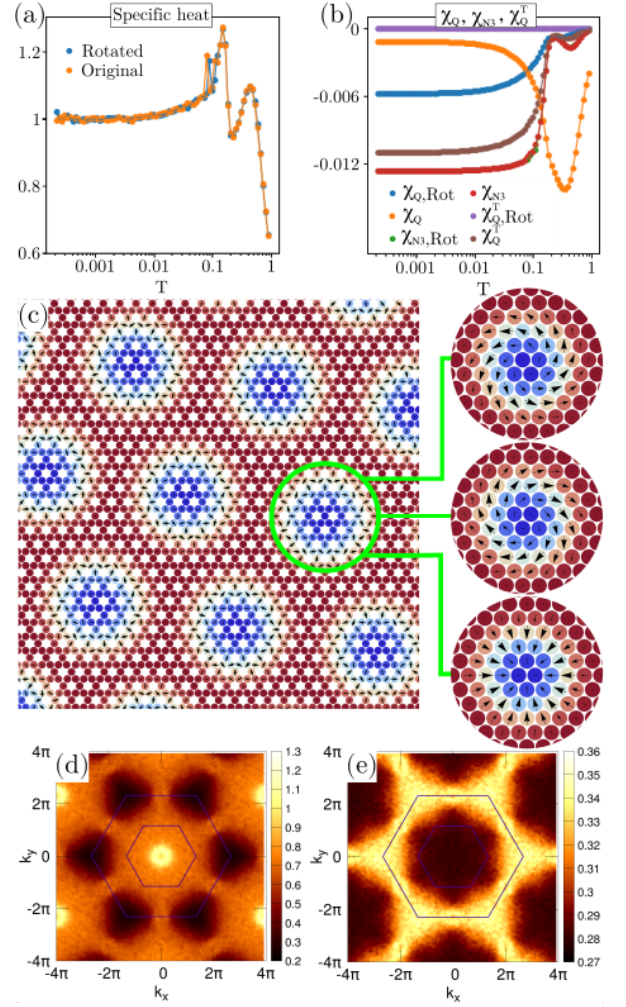 (a)
Specific heat
Rotated
Original
1.2
1
0.8
0.6
0.001
0.01
0.1
1
T
(b)
χQ, χN3, χQ^T
0
-0.006
-0.012
χQ,Rot
χQ
χN3,Rot
χN3
χQ^T,Rot
χQ^T
0.001
0.01
0.1
1
T
(c)
(d)
4π
2π
0
-2π
-4π
ky
-4π
-2π
0
2π
4π
kx
1.3
1.2
1.1
1
0.9
0.8
0.7
0.6
0.5
0.4
0.3
0.2
(e)
4π
2π
0
-2π
-4π
ky
-4π
-2π
0
2π
4π
kx
0.36
0.35
0.34
0.33
0.32
0.31
0.3
0.29
0.28
0.27